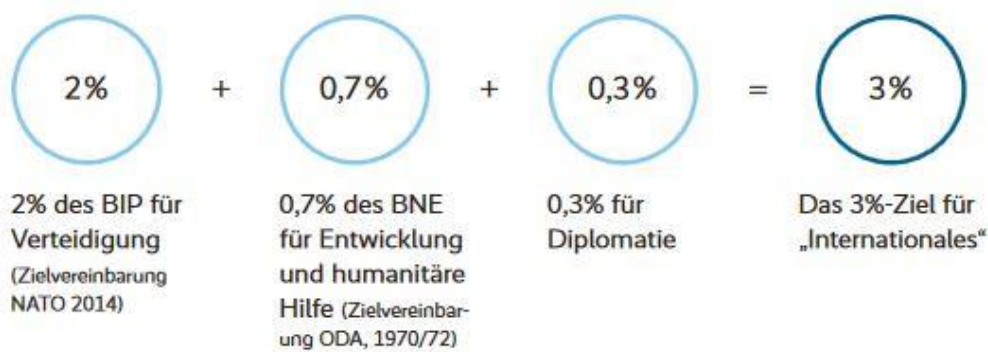 2% + 0,7% + 0,3% = 3%
2% des BIP für
Verteidigung
(Zielvereinbarung
NATO 2014)
0,7% des BNE
für Entwicklung
und humanitäre
Hilfe (Zielvereinbar-
ung ODA, 1970/72)
0,3% für
Diplomatie
Das 3%-Ziel für
„Internationales“